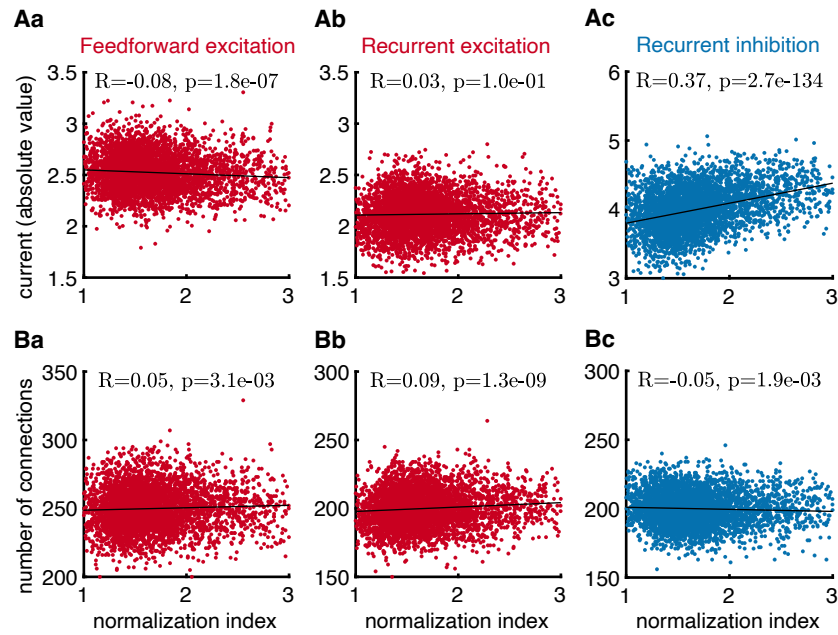 Aa
Feedforward excitation
R=-0.08, p=1.8e-07
current (absolute value)
3.5
3
2.5
2
1.5
1
2
3
Ab
Recurrent excitation
R=0.03, p=1.0e-01
3.5
3
2.5
2
1.5
1
2
3
Ac
Recurrent inhibition
R=0.37, p=2.7e-134
6
5
4
3
1
2
3
Ba
R=0.05, p=3.1e-03
number of connections
350
300
250
200
1
2
3
normalization index
Bb
R=0.09, p=1.3e-09
300
250
200
150
1
2
3
normalization index
Bc
R=-0.05, p=1.9e-03
300
250
200
150
1
2
3
normalization index